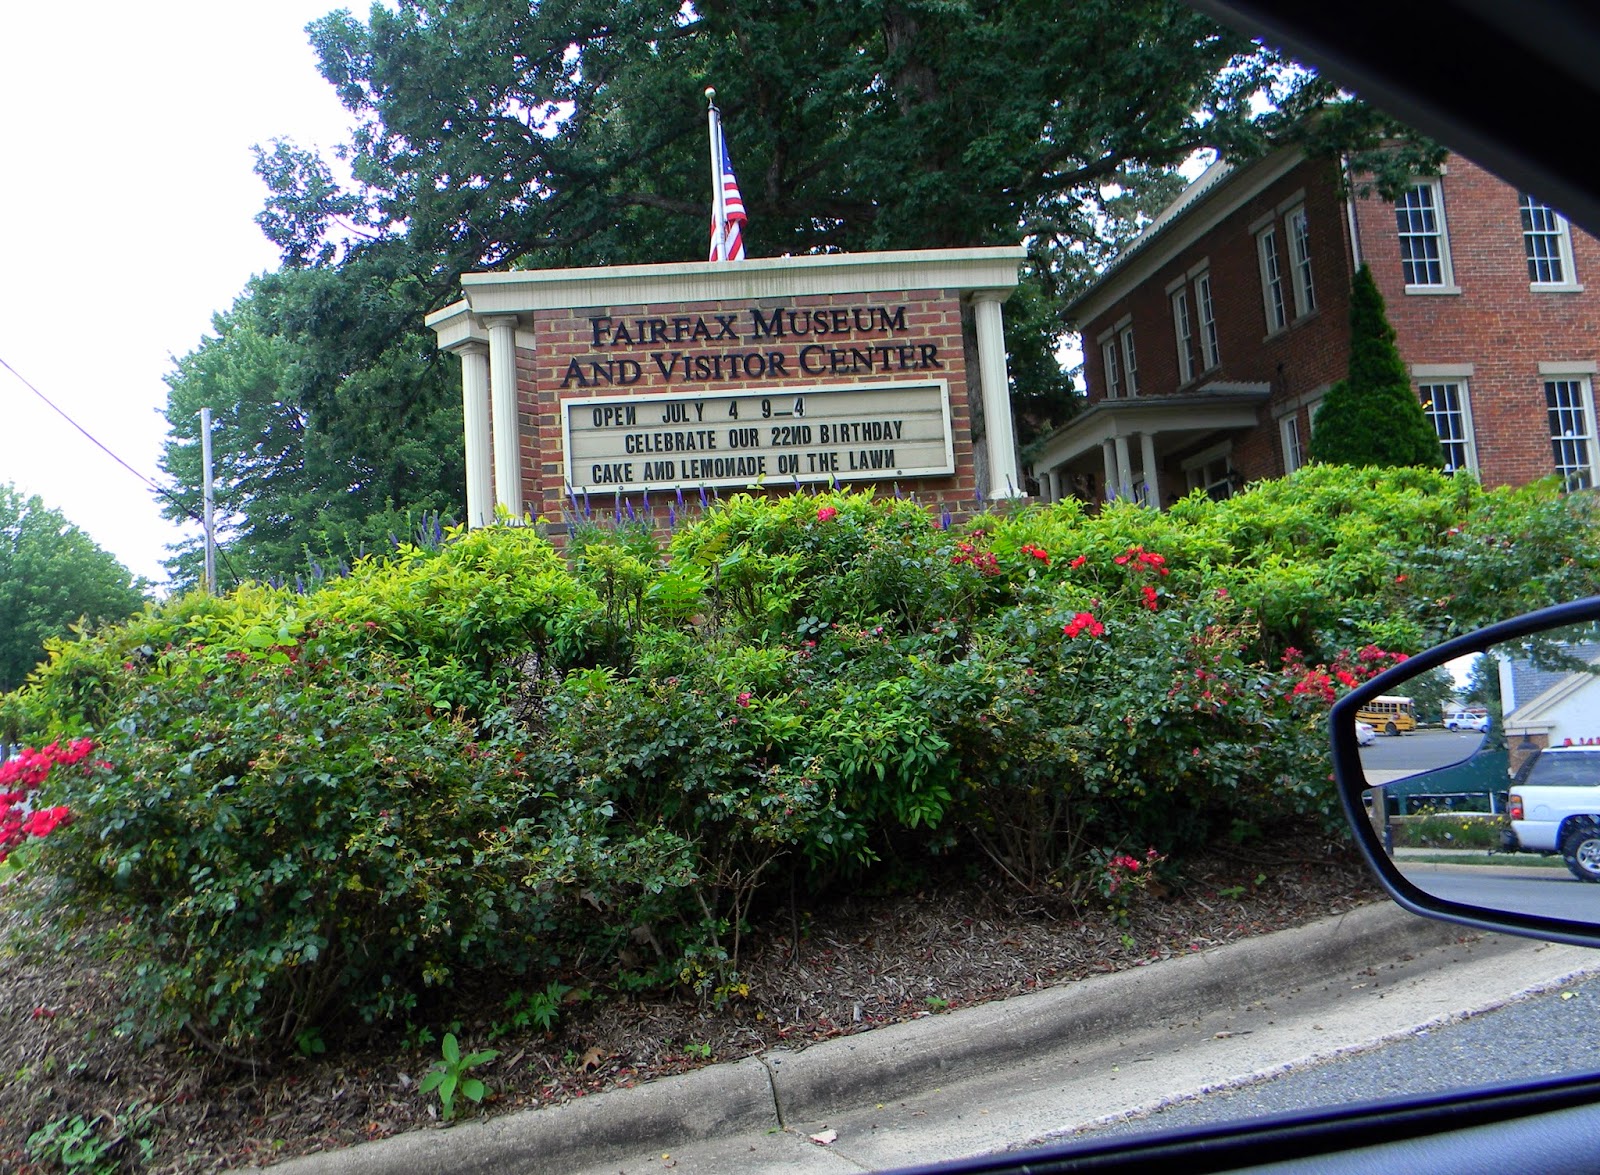 Fairfax Museum
And Visitor Center
OPEN JULY 4 9-4
CELEBRATE OUR 22ND BIRTHDAY
CAKE AND LEMONADE ON THE LAWN